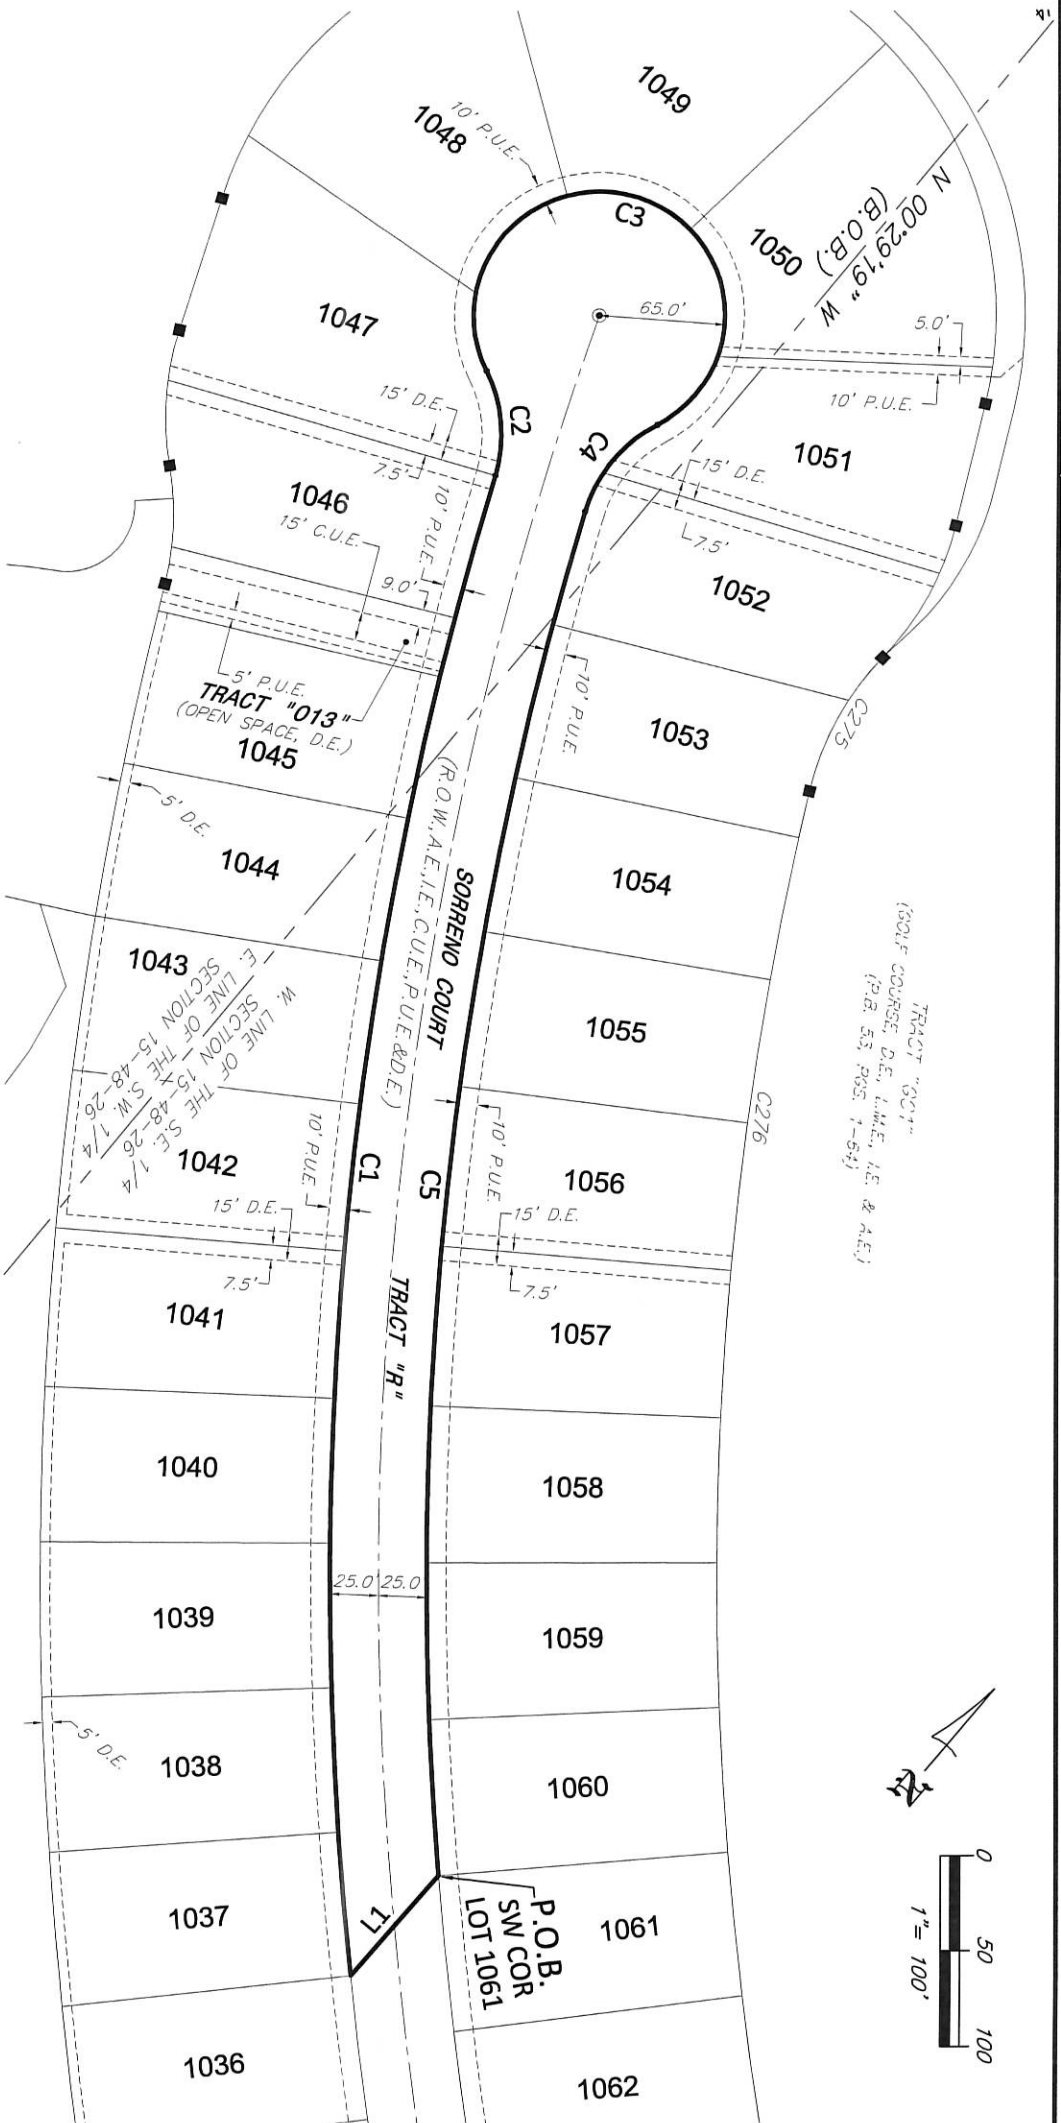 1049
1048
10' P.U.E.
C3
1050
N 00°29'19" W
(B.O.B.)
65.0'
5.0'
10' P.U.E.
1047
15' D.E.
7.5'
C2
C4
1051
15' D.E.
7.5'
1046
15' C.U.E.
10' P.U.E.
9.0'
1052
5' P.U.E.
TRACT "013"
(OPEN SPACE, D.E.)
1045
10' P.U.E.
1053
C275
5' D.E.
1044
1054
SORRENO COURT
(R.O.W.,A.E.,I.E.,C.U.E.,P.U.E.&D.E.)
TRACT "GC1"
(GOLF COURSE, D.E., L.M.E., I.E. & A.E.)
(P.B. 53, PGS. 1-64)
1043
E. LINE OF THE S.W. 1/4
SECTION 15-48-26
W. LINE OF THE S.E. 1/4
SECTION 15-48-26
1055
C276
10' P.U.E.
1042
15' D.E.
7.5'
C1
C5
10' P.U.E.
1056
15' D.E.
7.5'
1041
TRACT "R"
1057
1040
1058
25.0'
25.0'
1039
1059
5' D.E.
1038
1060
N
0
50
100
1"= 100'
1037
L1
P.O.B.
SW COR
LOT 1061
1061
1036
1062